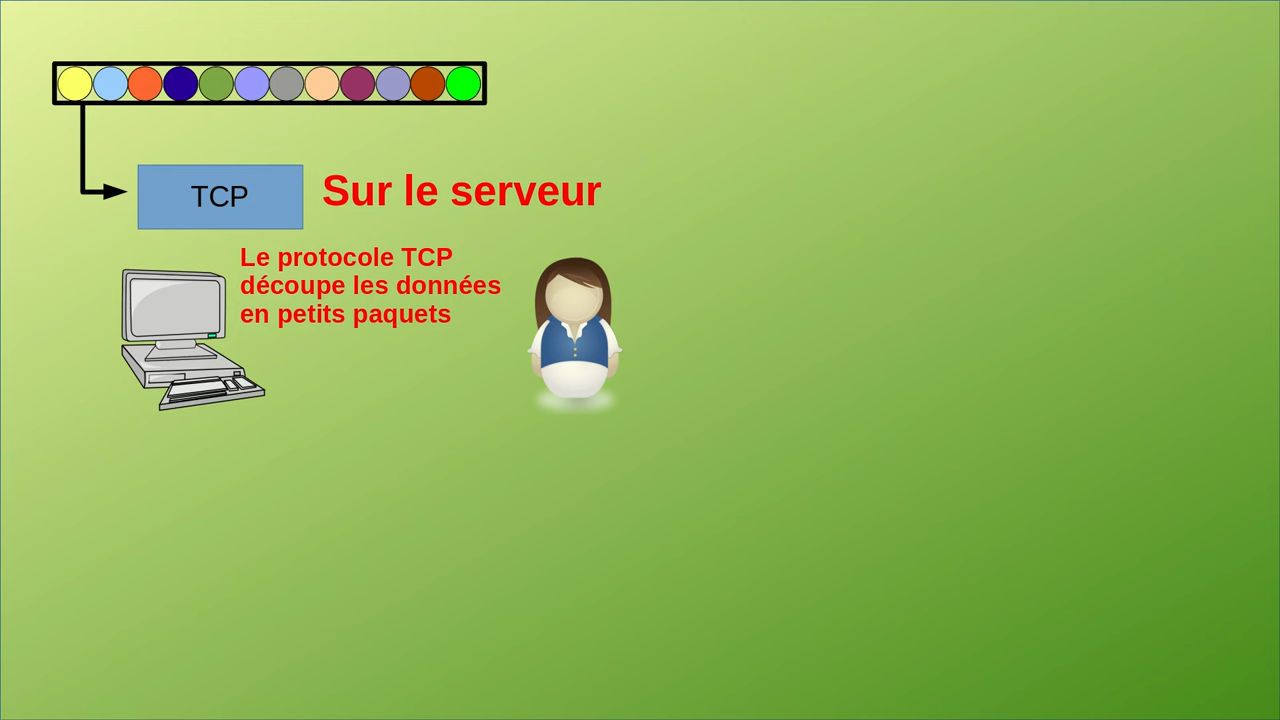 TCP
Sur le serveur
Le protocole TCP
découpe les données
en petits paquets